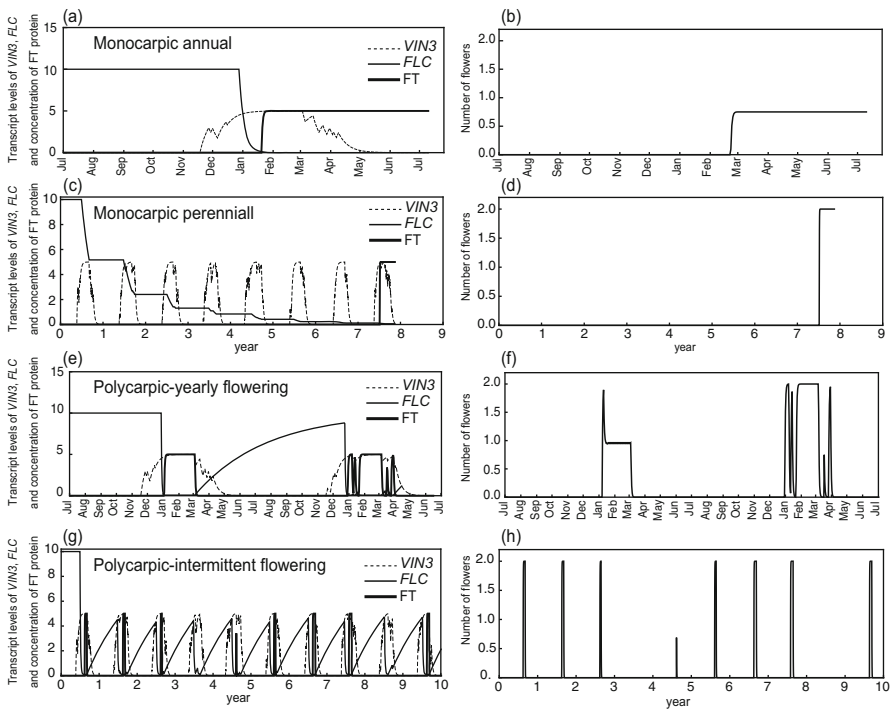 (a)
Transcript levels of VIN3, FLC
and concentration of FT protein
15
10
5
0
Monocarpic annual
VIN3
FLC
FT
Jul Aug Sep Oct Nov Dec Jan Feb Mar Apr May Jun Jul
(b)
Number of flowers
2.0
1.5
1.0
0.5
0.0
Jul Aug Sep Oct Nov Dec Jan Feb Mar Apr May Jun Jul
(c)
Transcript levels of VIN3, FLC
and concentration of FT protein
10
8
6
4
2
0
Monocarpic perenniall
VIN3
FLC
FT
0 1 2 3 4 5 6 7 8 9
year
(d)
Number of flowers
2.0
1.5
1.0
0.5
0.0
0 1 2 3 4 5 6 7 8 9
year
(e)
Transcript levels of VIN3, FLC
and concentration of FT protein
15
10
5
0
Polycarpic-yearly flowering
VIN3
FLC
FT
Jul Aug Sep Oct Nov Dec Jan Feb Mar Apr May Jun Jul Aug Sep Oct Nov Dec Jan Feb Mar Apr May Jun Jul
(f)
Number of flowers
2.0
1.5
1.0
0.5
0.0
Jul Aug Sep Oct Nov Dec Jan Feb Mar Apr May Jun Jul Aug Sep Oct Nov Dec Jan Feb Mar Apr May Jun Jul
(g)
Transcript levels of VIN3, FLC
and concentration of FT protein
10
8
6
4
2
0
Polycarpic-intermittent flowering
VIN3
FLC
FT
0 1 2 3 4 5 6 7 8 9 10
year
(h)
Number of flowers
2.0
1.5
1.0
0.5
0.
0 1 2 3 4 5 6 7 8 9 10
year